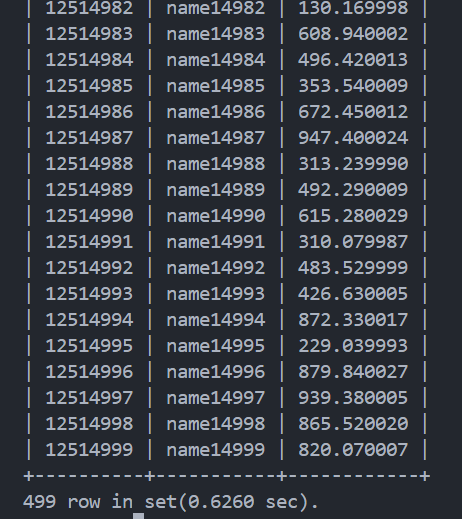 | 12514982 | name14982 | 130.169998 |
| 12514983 | name14983 | 608.940002 |
| 12514984 | name14984 | 496.420013 |
| 12514985 | name14985 | 353.540009 |
| 12514986 | name14986 | 672.450012 |
| 12514987 | name14987 | 947.400024 |
| 12514988 | name14988 | 313.239990 |
| 12514989 | name14989 | 492.290009 |
| 12514990 | name14990 | 615.280029 |
| 12514991 | name14991 | 310.079987 |
| 12514992 | name14992 | 483.529999 |
| 12514993 | name14993 | 426.630005 |
| 12514994 | name14994 | 872.330017 |
| 12514995 | name14995 | 229.039993 |
| 12514996 | name14996 | 879.840027 |
| 12514997 | name14997 | 939.380005 |
| 12514998 | name14998 | 865.520020 |
| 12514999 | name14999 | 820.070007 |
+----------+-----------+------------+
499 row in set(0.6260 sec).